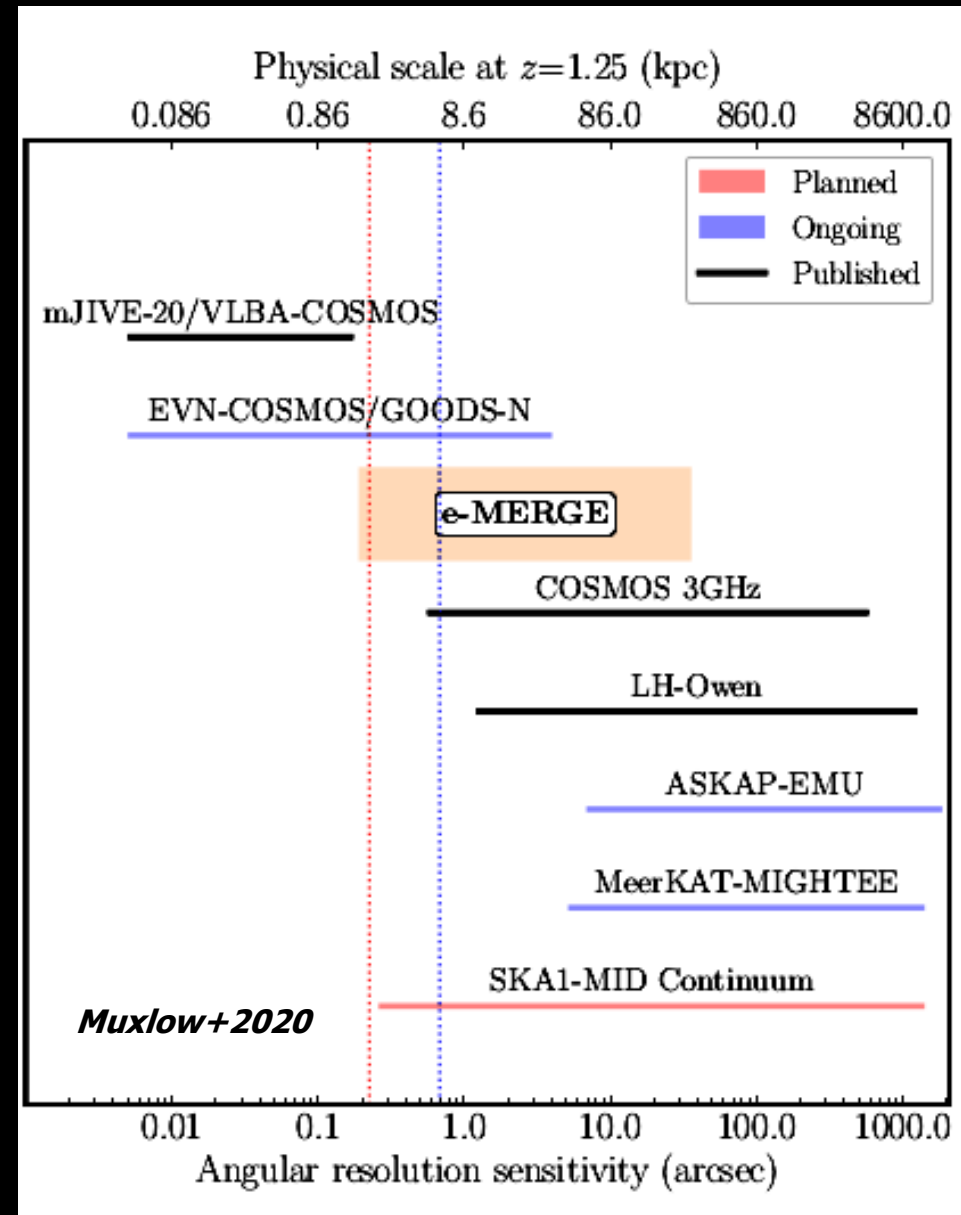 Physical scale at z=1.25 (kpc)
0.086 0.86 8.6 86.0 860.0 8600.0
Planned
Ongoing
Published
mJIVE-20/VLBA-COSMOS
EVN-COSMOS/GOODS-N
e-MERGE
COSMOS 3GHz
LH-Owen
ASKAP-EMU
MeerKAT-MIGHTEE
SKA1-MID Continuum
Muxlow+2020
0.01 0.1 1.0 10.0 100.0 1000.0
Angular resolution sensitivity (arcsec)